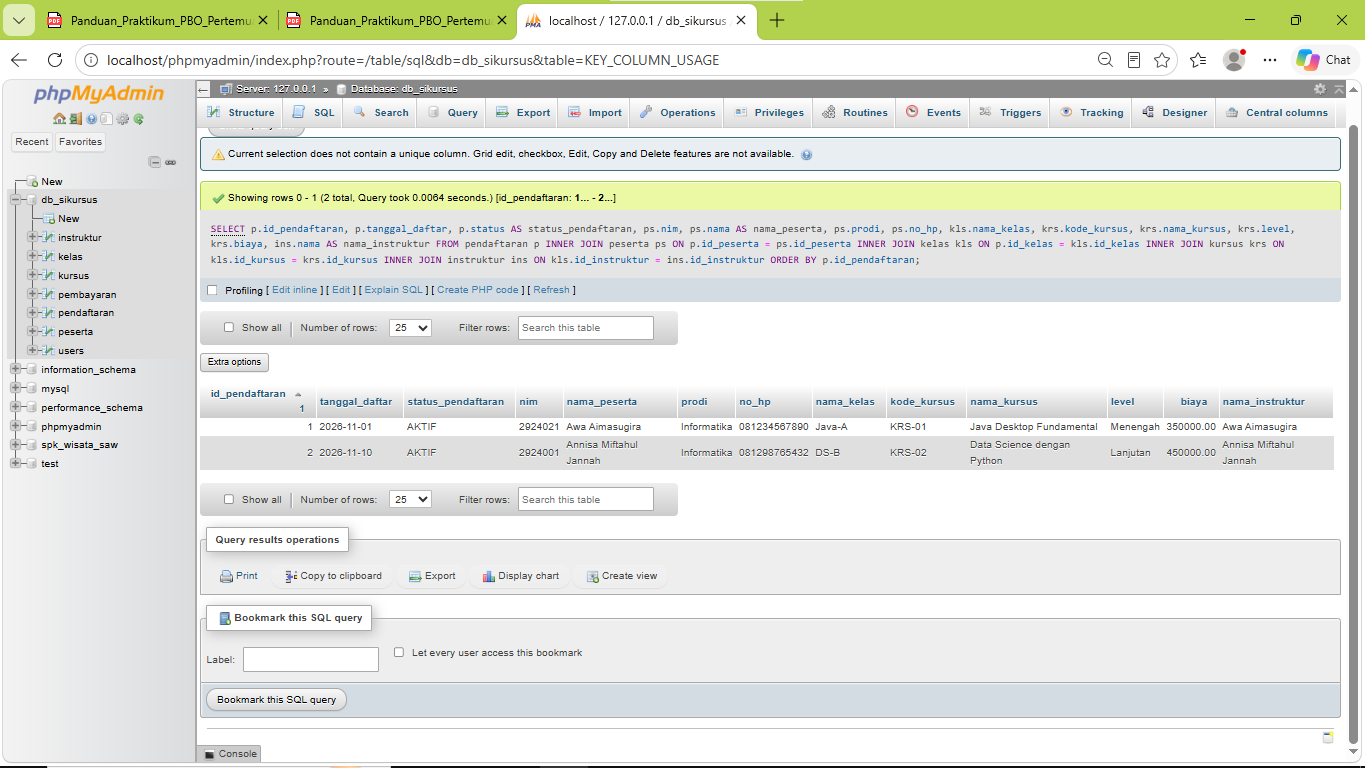 Panduan_Praktikum_PBO_Pertemu
Panduan_Praktikum_PBO_Pertemu
localhost / 127.0.0.1 / db_sikursus
localhost/phpmyadmin/index.php?route=/table/sql&db=db_sikursus&table=KEY_COLUMN_USAGE
Chat
phpMyAdmin
Recent
Favorites
New
db_sikursus
New
instruktur
kelas
kursus
pembayaran
pendaftaran
peserta
users
information_schema
mysql
performance_schema
phpmyadmin
spk_wisata_saw
test
Server: 127.0.0.1 » Database: db_sikursus
Structure SQL Search Query Export Import Operations Privileges Routines Events Triggers Tracking Designer Central columns
Current selection does not contain a unique column. Grid edit, checkbox, Edit, Copy and Delete features are not available.
Showing rows 0 - 1 (2 total, Query took 0.0064 seconds.) [id_pendaftaran: 1... - 2...]
SELECT p.id_pendaftaran, p.tanggal_daftar, p.status AS status_pendaftaran, ps.nim, ps.nama AS nama_peserta, ps.prodi, ps.no_hp, kls.nama_kelas, krs.kode_kursus, krs.nama_kursus, krs.level,
krs.biaya, ins.nama AS nama_instruktur FROM pendaftaran p INNER JOIN peserta ps ON p.id_peserta = ps.id_peserta INNER JOIN kelas kls ON p.id_kelas = kls.id_kelas INNER JOIN kursus krs ON
kls.id_kursus = krs.id_kursus INNER JOIN instruktur ins ON kls.id_instruktur = ins.id_instruktur ORDER BY p.id_pendaftaran;
Profiling [ Edit inline ] [ Edit ] [ Explain SQL ] [ Create PHP code ] [ Refresh ]
Show all Number of rows: 25 Filter rows: Search this table
Extra options
id_pendaftaran 1 tanggal_daftar status_pendaftaran nim nama_peserta prodi no_hp nama_kelas kode_kursus nama_kursus level biaya nama_instruktur
1 2026-11-01 AKTIF 2924021 Awa Aimasugira Informatika 081234567890 Java-A KRS-01 Java Desktop Fundamental Menengah 350000.00 Awa Aimasugira
2 2026-11-10 AKTIF 2924001 Annisa Miftahul Jannah Informatika 081298765432 DS-B KRS-02 Data Science dengan Python Lanjutan 450000.00 Annisa Miftahul Jannah
Show all Number of rows: 25 Filter rows: Search this table
Query results operations
Print Copy to clipboard Export Display chart Create view
Bookmark this SQL query
Label: Let every user access this bookmark
Bookmark this SQL query
Console